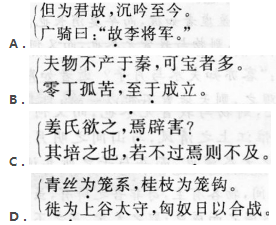 但为君故,沉吟至今。
A. 广骑曰:“故李将军。”
夫物不产于秦,可宝者多。
B. 零丁孤苦,至于成立。
姜氏欲之,焉辟害?
C. 其培之也,若不过焉则不及。
青丝为笼系,桂枝为笼钩。
D. 徙为上谷太守,匈奴日以合战。